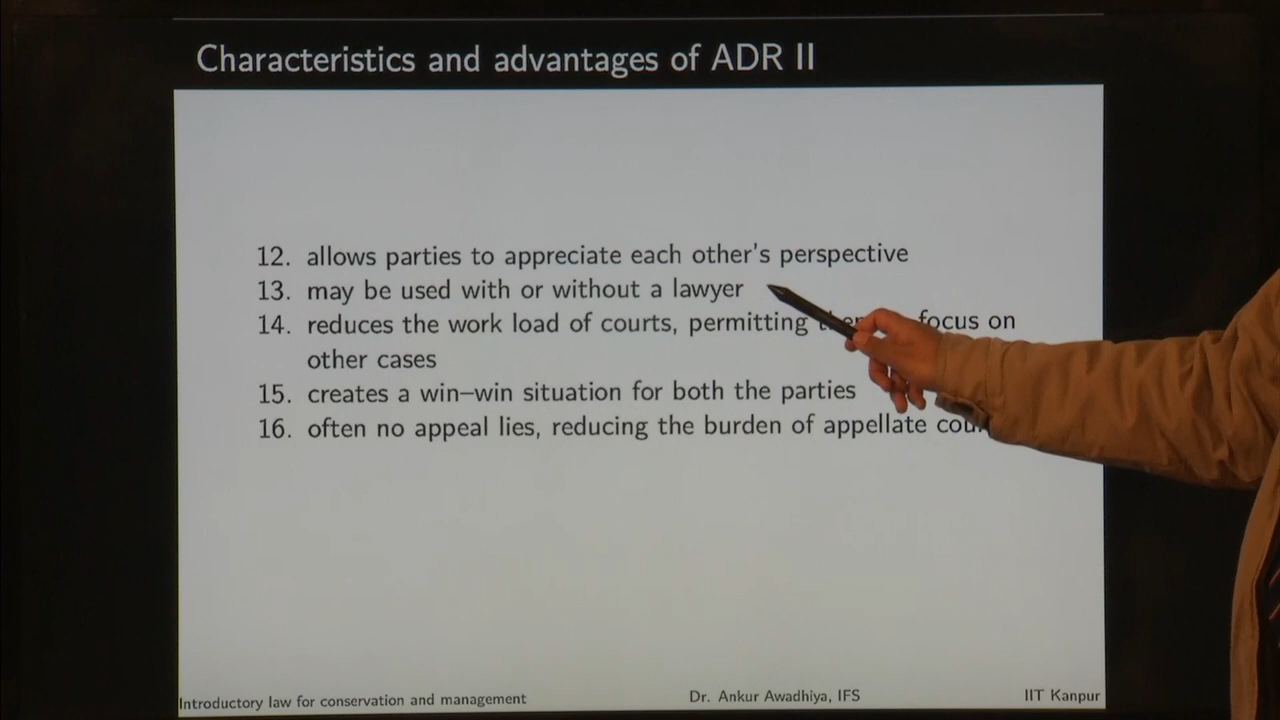 Characteristics and advantages of ADR II
12. allows parties to appreciate each other's perspective
13. may be used with or without a lawyer
14. reduces the work load of courts, permitting focus on
other cases
15. creates a win–win situation for both the parties
16. often no appeal lies, reducing the burden of appellate
Introductory law for conservation and management Dr. Ankur Awadhiya, IFS IIT Kanpur